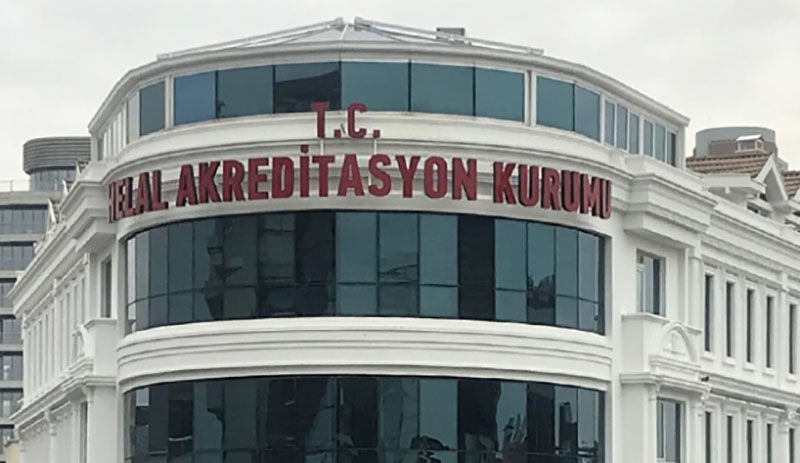 T.C.
HELAL AKREDİTASYON KURUMU